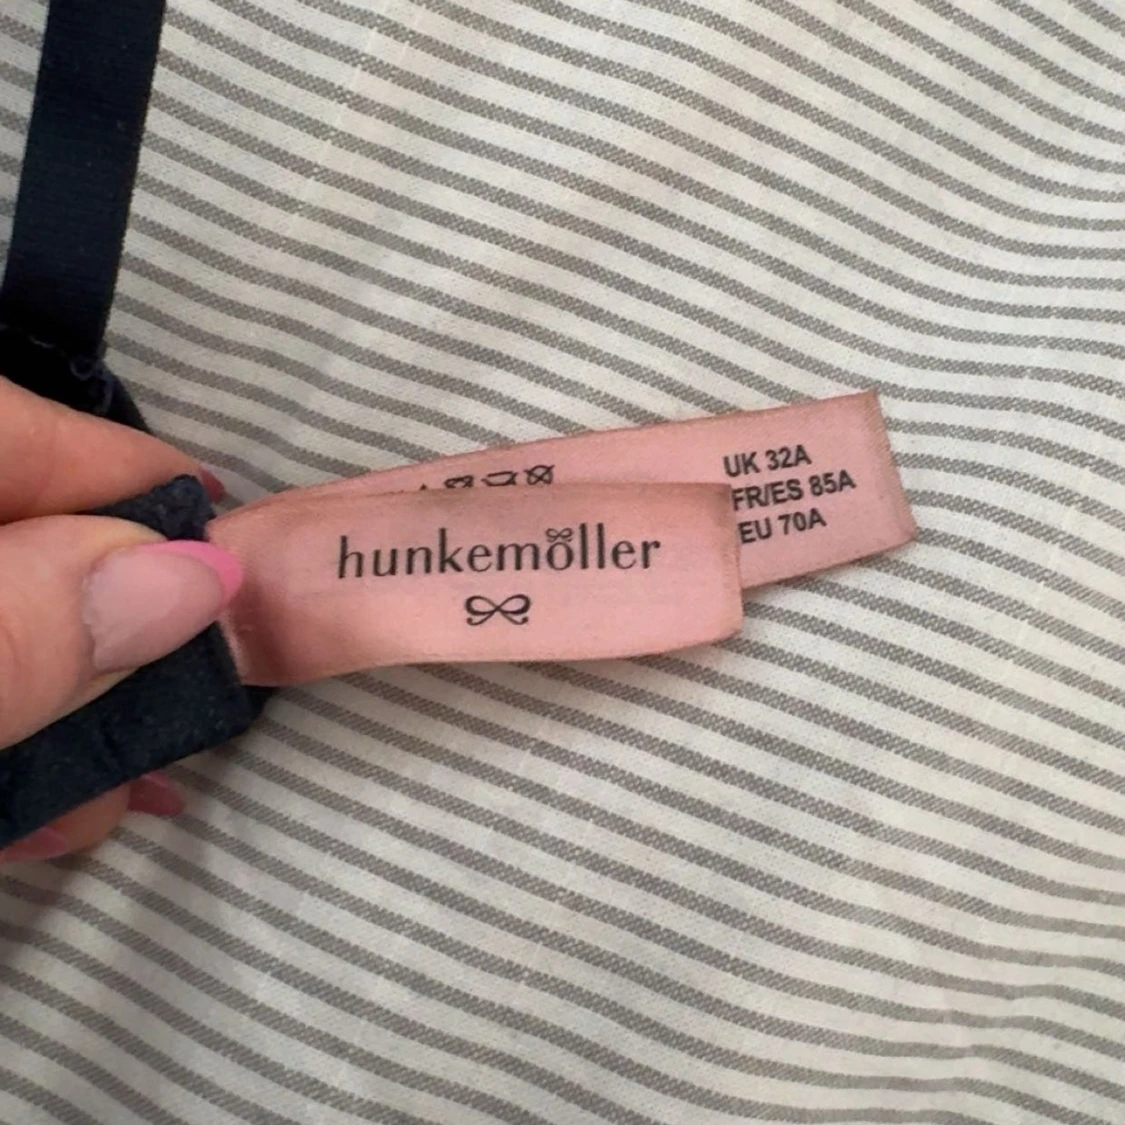 hunkemöller
UK 32A
FR/ES 85A
EU 70A